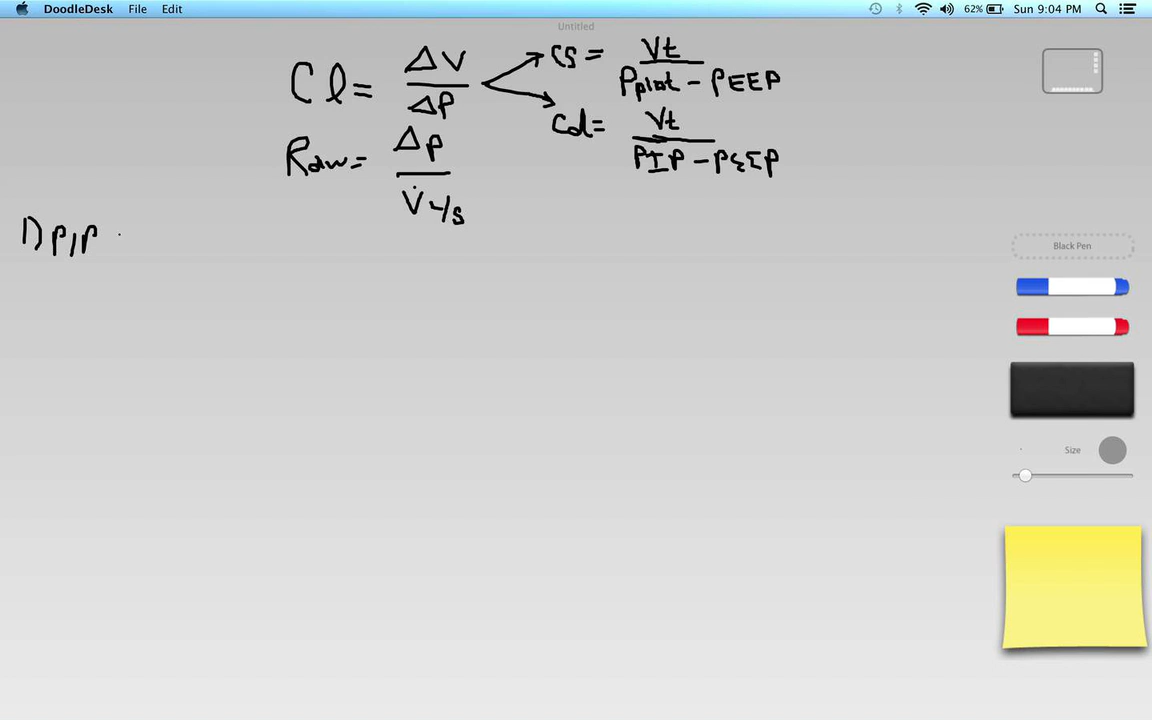 DoodleDesk File Edit 62% Sun 9:04 PM
Untitled
Cl = ΔV / ΔP
Cs = Vt / Pplat - PEEP
Cd = Vt / PIP - PEEP
Raw = ΔP / V̇ L/s
1) P/P
Black Pen
Size